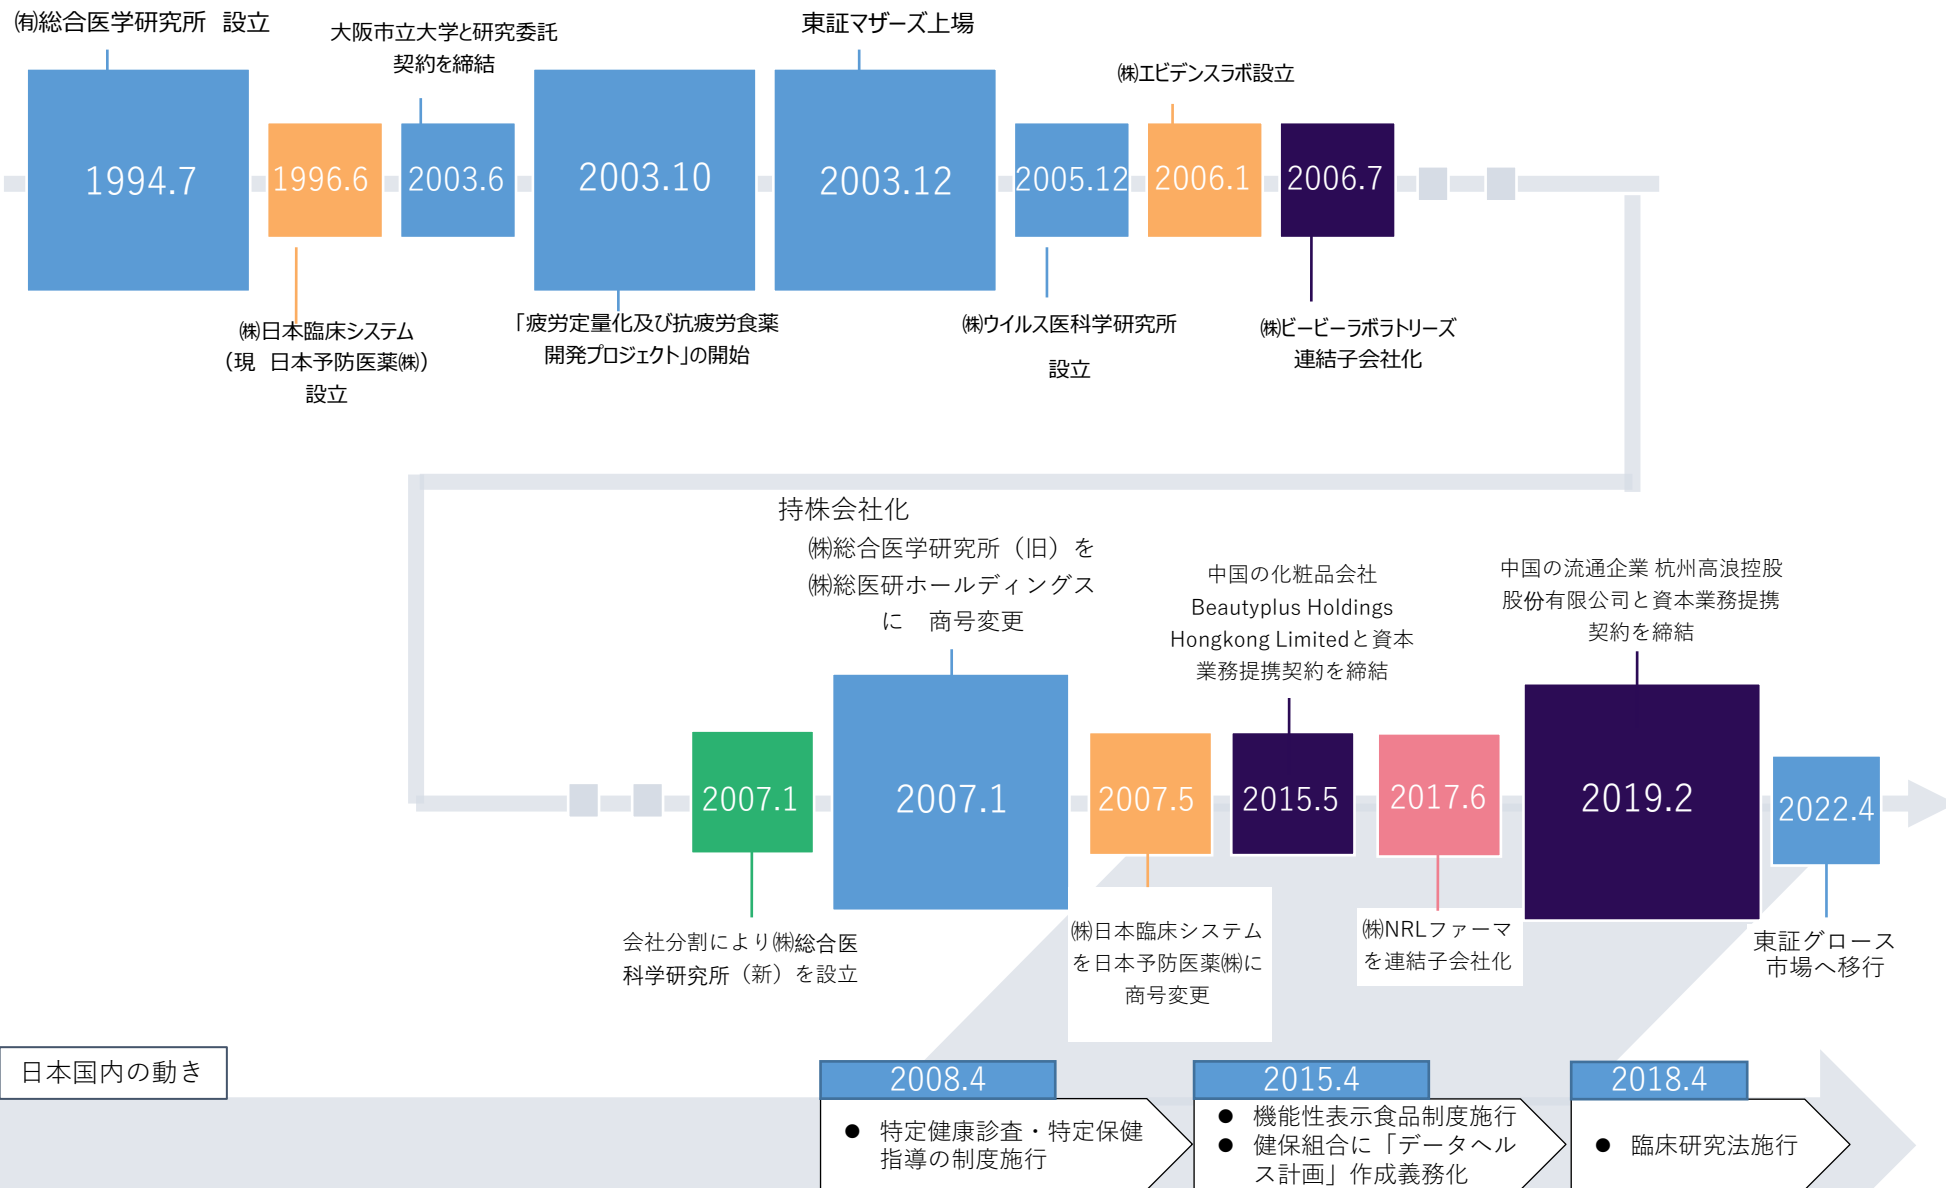 ㈲総合医学研究所　設立
大阪市立大学と研究委託
契約を締結
東証マザーズ上場
㈱エビデンスラボ設立
1994.7
1996.6
2003.6
2003.10
2003.12
2005.12
2006.1
2006.7
㈱日本臨床システム
（現　日本予防医薬㈱）
設立
「疲労定量化及び抗疲労食薬
開発プロジェクト」の開始
㈱ウイルス医科学研究所
設立
㈱ビービーラボラトリーズ
連結子会社化
持株会社化
㈱総合医学研究所（旧）を
㈱総医研ホールディングス
に　商号変更
中国の化粧品会社
Beautyplus Holdings
Hongkong Limitedと資本
業務提携契約を締結
中国の流通企業 杭州高浪控股
股份有限公司と資本業務提携
契約を締結
2007.1
2007.1
2007.5
2015.5
2017.6
2019.2
2022.4
会社分割により㈱総合医
科学研究所（新）を設立
㈱日本臨床システム
を日本予防医薬㈱に
商号変更
㈱NRLファーマ
を連結子会社化
東証グロース
市場へ移行
日本国内の動き
2008.4
● 特定健康診査・特定保健
指導の制度施行
2015.4
● 機能性表示食品制度施行
● 健保組合に「データヘル
ス計画」作成義務化
2018.4
● 臨床研究法施行